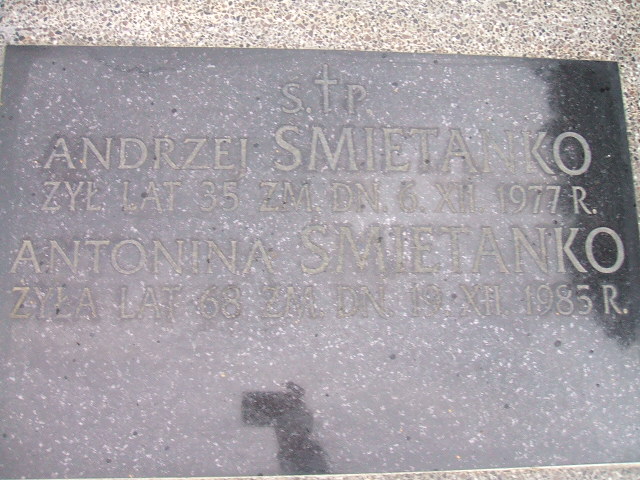 Ś.†P.
ANDRZEJ ŚMIETANKO
ŻYŁ LAT 35 ZM. DN. 6. XII. 1977 R.
ANTONINA ŚMIETANKO
ŻYŁA LAT 68 ZM. DN. 19. XII. 1985 R.